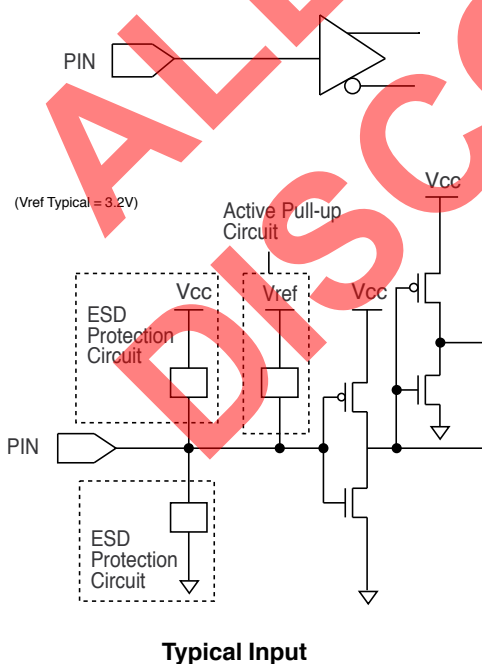 PIN
(Vref Typical = 3.2V)
Vcc
Active Pull-up
Circuit
Vcc
Vref
Vcc
ESD
Protection
Circuit
PIN
ESD
Protection
Circuit
Typical Input